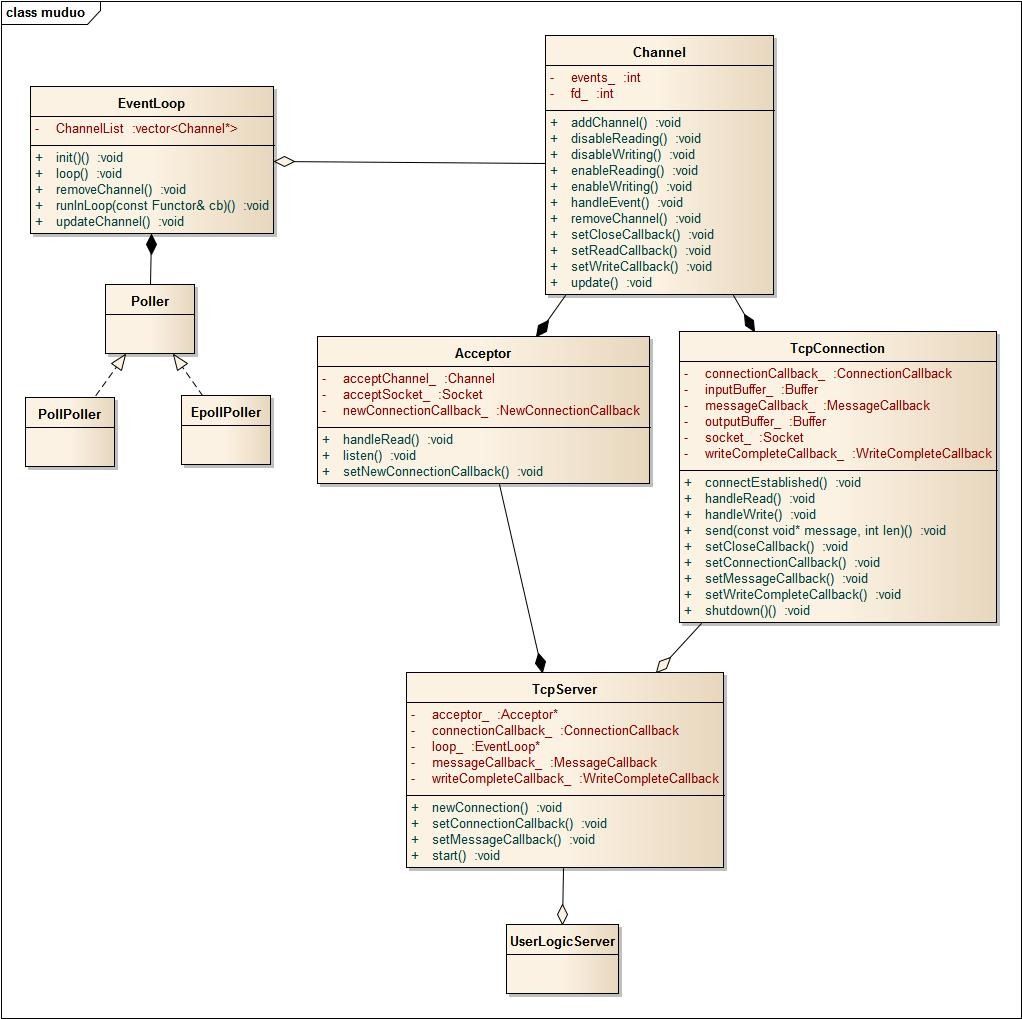 class muduo
EventLoop
- ChannelList :vector<Channel*>
+ init()() :void
+ loop() :void
+ removeChannel() :void
+ runInLoop(const Functor& cb)() :void
+ updateChannel() :void
Channel
- events_ :int
- fd_ :int
+ addChannel() :void
+ disableReading() :void
+ disableWriting() :void
+ enableReading() :void
+ enableWriting() :void
+ handleEvent() :void
+ removeChannel() :void
+ setCloseCallback() :void
+ setReadCallback() :void
+ setWriteCallback() :void
+ update() :void
Poller
PollPoller
EpollPoller
Acceptor
- acceptChannel_ :Channel
- acceptSocket_ :Socket
- newConnectionCallback_ :NewConnectionCallback
+ handleRead() :void
+ listen() :void
+ setNewConnectionCallback() :void
TcpConnection
- connectionCallback_ :ConnectionCallback
- inputBuffer_ :Buffer
- messageCallback_ :MessageCallback
- outputBuffer_ :Buffer
- socket_ :Socket
- writeCompleteCallback_ :WriteCompleteCallback
+ connectEstablished() :void
+ handleRead() :void
+ handleWrite() :void
+ send(const void* message, int len)() :void
+ setCloseCallback() :void
+ setConnectionCallback() :void
+ setMessageCallback() :void
+ setWriteCompleteCallback() :void
+ shutdown()() :void
TcpServer
- acceptor_ :Acceptor*
- connectionCallback_ :ConnectionCallback
- loop_ :EventLoop*
- messageCallback_ :MessageCallback
- writeCompleteCallback_ :WriteCompleteCallback
+ newConnection() :void
+ setConnectionCallback() :void
+ setMessageCallback() :void
+ start() :void
UserLogicServer